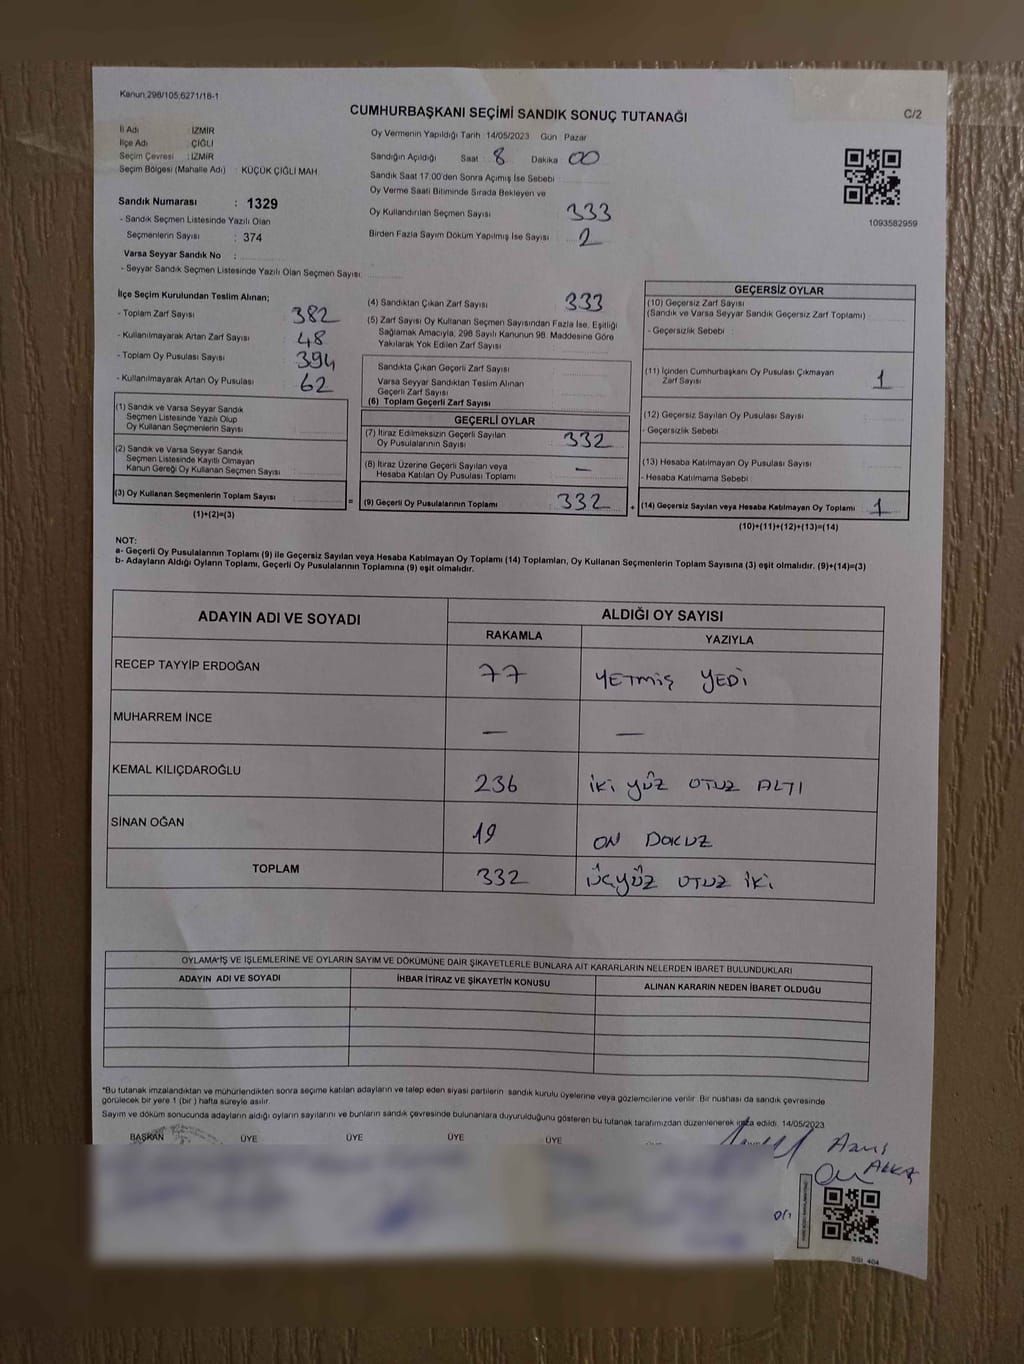 Kanun:298/105;6271/18-1
CUMHURBAŞKANI SEÇİMİ SANDIK SONUÇ TUTANAĞI
C/2
İl Adı : İZMİR
İlçe Adı : ÇİĞLİ
Seçim Çevresi : İZMİR
Seçim Bölgesi (Mahalle Adı) : KÜÇÜK ÇİĞLİ MAH.
Sandık Numarası : 1329
- Sandık Seçmen Listesinde Yazılı Olan
Seçmenlerin Sayısı : 374
Varsa Seyyar Sandık No :
- Seyyar Sandık Seçmen Listesinde Yazılı Olan Seçmen Sayısı:
Oy Vermenin Yapıldığı Tarih :14/05/2023 Gün : Pazar
Sandığın Açıldığı Saat 8 Dakika 00
Sandık Saat 17:00'den Sonra Açılmış İse Sebebi :
Oy Verme Saati Bitiminde Sırada Bekleyen ve
Oy Kullandırılan Seçmen Sayısı 333
Birden Fazla Sayım Döküm Yapılmış İse Sayısı 2
1093582959
İlçe Seçim Kurulundan Teslim Alınan;
- Toplam Zarf Sayısı 382
- Kullanılmayarak Artan Zarf Sayısı 48
- Toplam Oy Pusulası Sayısı 394
- Kullanılmayarak Artan Oy Pusulası 62
(1) Sandık ve Varsa Seyyar Sandık
Seçmen Listesinde Yazılı Olup
Oy Kullanan Seçmenlerin Sayısı
(2) Sandık ve Varsa Seyyar Sandık
Seçmen Listesinde Kayıtlı Olmayan
Kanun Gereği Oy Kullanan Seçmen Sayısı
(3) Oy Kullanan Seçmenlerin Toplam Sayısı
(1)+(2)=(3)
(4) Sandıktan Çıkan Zarf Sayısı 333
(5) Zarf Sayısı Oy Kullanan Seçmen Sayısından Fazla İse, Eşitliği
Sağlamak Amacıyla, 298 Sayılı Kanunun 98. Maddesine Göre
Yakılarak Yok Edilen Zarf Sayısı
Sandıkta Çıkan Geçerli Zarf Sayısı
Varsa Seyyar Sandıktan Teslim Alınan
Geçerli Zarf Sayısı
(6) Toplam Geçerli Zarf Sayısı
=
GEÇERLİ OYLAR
(7) İtiraz Edilmeksizin Geçerli Sayılan
Oy Pusulalarının Sayısı 332
(8) İtiraz Üzerine Geçerli Sayılan veya
Hesaba Katılan Oy Pusulası Toplamı —
(9) Geçerli Oy Pusulalarının Toplamı 332
+
GEÇERSİZ OYLAR
(10) Geçersiz Zarf Sayısı
(Sandık ve Varsa Seyyar Sandık Geçersiz Zarf Toplamı)
- Geçersizlik Sebebi :
(11) İçinden Cumhurbaşkanı Oy Pusulası Çıkmayan
Zarf Sayısı 1
(12) Geçersiz Sayılan Oy Pusulası Sayısı
- Geçersizlik Sebebi :
(13) Hesaba Katılmayan Oy Pusulası Sayısı
- Hesaba Katılmama Sebebi :
(14) Geçersiz Sayılan veya Hesaba Katılmayan Oy Toplamı 1
(10)+(11)+(12)+(13)=(14)
NOT:
a- Geçerli Oy Pusulalarının Toplamı (9) ile Geçersiz Sayılan veya Hesaba Katılmayan Oy Toplamı (14) Toplamları, Oy Kullanan Seçmenlerin Toplam Sayısına (3) eşit olmalıdır. (9)+(14)=(3)
b- Adayların Aldığı Oyların Toplamı, Geçerli Oy Pusulalarının Toplamına (9) eşit olmalıdır.
ADAYIN ADI VE SOYADI ALDIĞI OY SAYISI
RAKAMLA YAZIYLA
RECEP TAYYİP ERDOĞAN 77 YETMİŞ YEDİ
MUHARREM İNCE — —
KEMAL KILIÇDAROĞLU 236 İKİ YÜZ OTUZ ALTI
SİNAN OĞAN 19 ON DOKUZ
TOPLAM 332 ÜÇYÜZ OTUZ İKİ
OYLAMA İŞ VE İŞLEMLERİNE VE OYLARIN SAYIM VE DÖKÜMÜNE DAİR ŞİKAYETLERLE BUNLARA AİT KARARLARIN NELERDEN İBARET BULUNDUKLARI
ADAYIN ADI VE SOYADI İHBAR İTİRAZ VE ŞİKAYETİN KONUSU ALINAN KARARIN NEDEN İBARET OLDUĞU
*Bu tutanak imzalandıktan ve mühürlendikten sonra seçime katılan adayların ve talep eden siyasi partilerin sandık kurulu üyelerine veya gözlemcilerine verilir. Bir nüshası da sandık çevresinde
görülecek bir yere 1 (bir ) hafta süreyle asılır.
Sayım ve döküm sonucunda adayların aldığı oyların sayılarını ve bunların sandık çevresinde bulunanlara duyurulduğunu gösteren bu tutanak tarafımızdan düzenlenerek imza edildi. 14/05/2023
BAŞKAN ÜYE ÜYE ÜYE ÜYE